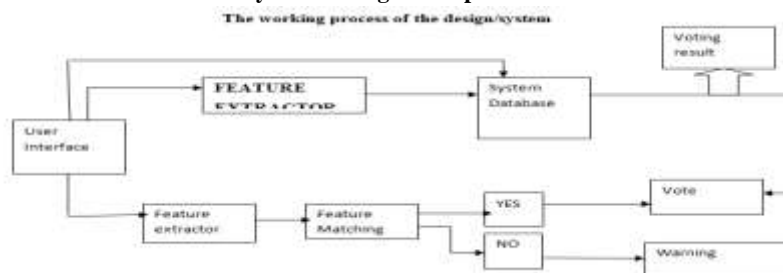 The working process of the design/system
Voting
result
FEATURE
EXTRACTOR
System
Database
User
Interface
Feature
extractor
Feature
Matching
YES
NO
Vote
Warning